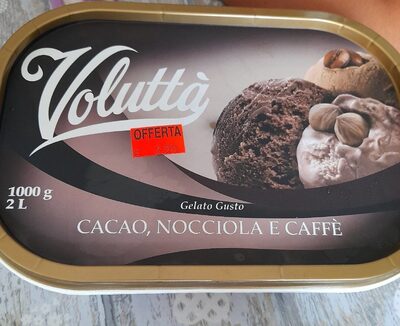 Voluttà
OFFERTA
1000 g
2 L
Gelato Gusto
CACAO, NOCCIOLA E CAFFÈ